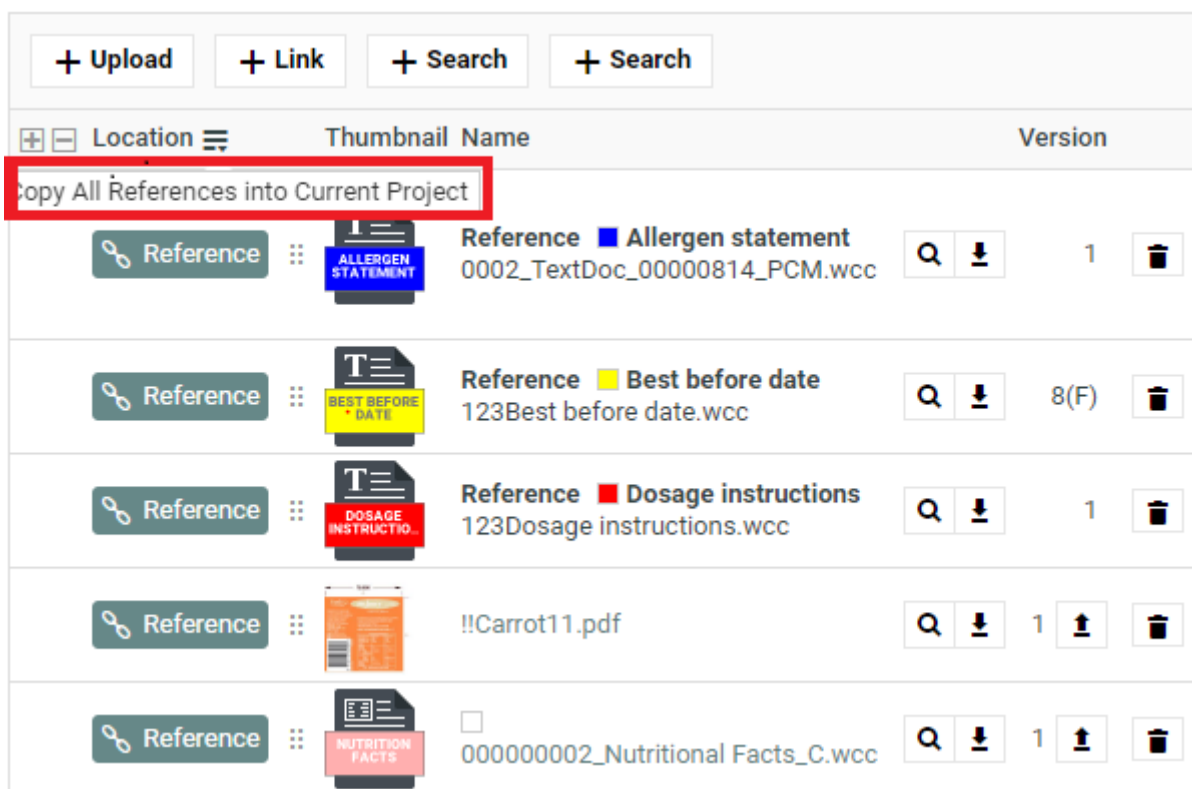 + Upload + Link + Search + Search
Location Thumbnail Name Version
Copy All References into Current Project
Reference T ALLERGEN STATEMENT Reference Allergen statement 1
0002_TextDoc_00000814_PCM.wcc
Reference T BEST BEFORE * DATE Reference Best before date 8(F)
123Best before date.wcc
Reference T DOSAGE INSTRUCTIO... Reference Dosage instructions 1
123Dosage instructions.wcc
Reference !!Carrot11.pdf 1
Reference NUTRITION FACTS 000000002_Nutritional Facts_C.wcc 1